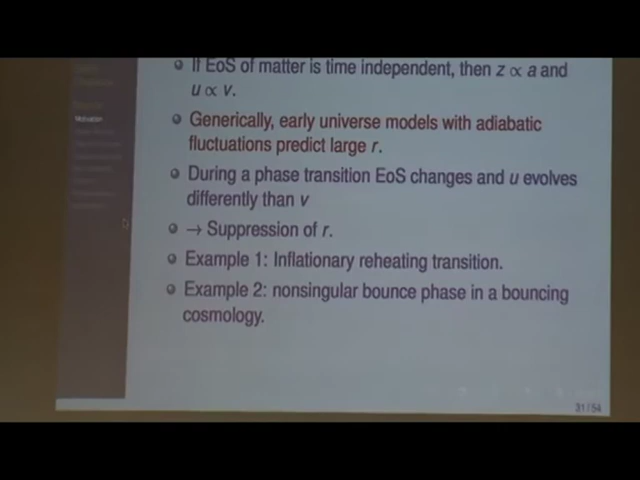 If EoS of matter is time independent, then z ∝ a and
u ∝ v.
Generically, early universe models with adiabatic
fluctuations predict large r.
During a phase transition EoS changes and u evolves
differently than v
→ Suppression of r.
Example 1: Inflationary reheating transition.
Example 2: nonsingular bounce phase in a bouncing
cosmology.
Motivation
31 / 54